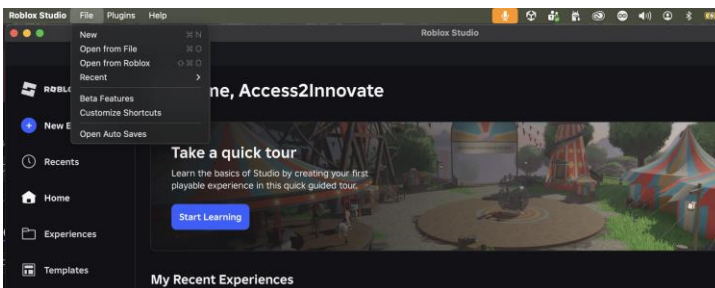 Roblox Studio File Plugins Help
Roblox Studio
New ⌘ N
Open from File ⌘ O
Open from Roblox ⇧ ⌘ O
Recent >
Beta Features
Customize Shortcuts
Open Auto Saves
New E
Recents
Home
Experiences
Templates
me, Access2Innovate
Take a quick tour
Learn the basics of Studio by creating your first
playable experience in this quick guided tour.
Start Learning
My Recent Experiences